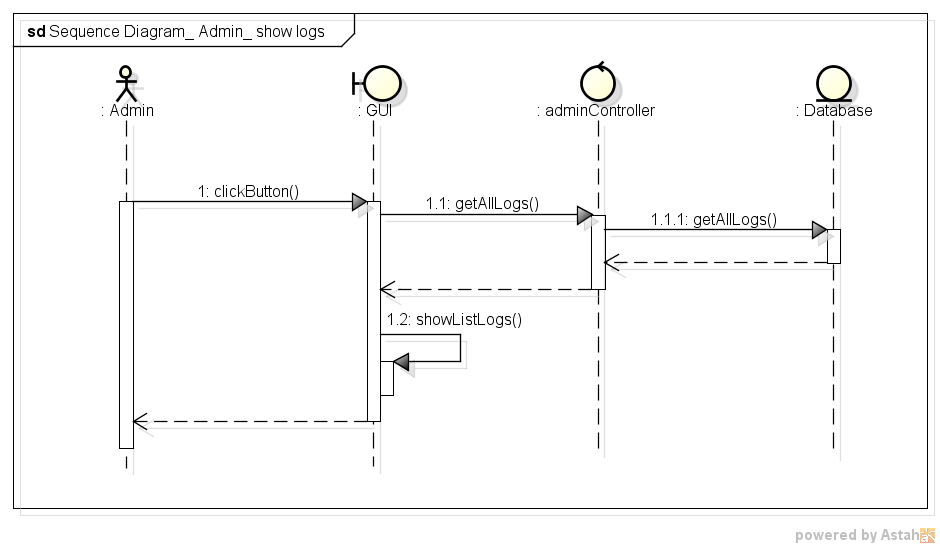 sd Sequence Diagram_ Admin_ show logs
: Admin
: GUI
: adminController
: Database
1: clickButton()
1.1: getAllLogs()
1.1.1: getAllLogs()
1.2: showListLogs()
powered by Astah